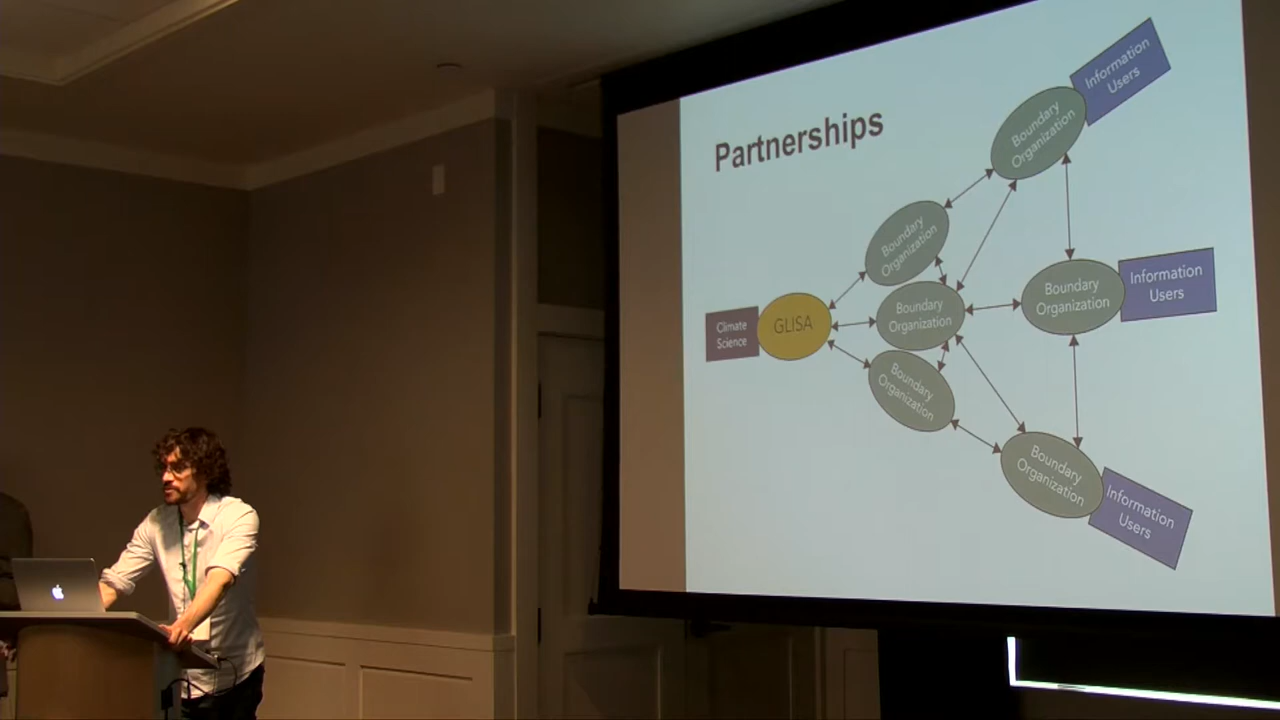 Partnerships
Information
Users
Boundary
Organization
Boundary
Organization
Climate
Science
GLISA
Boundary
Organization
Boundary
Organization
Information
Users
Boundary
Organization
Boundary
Organization
Information
Users